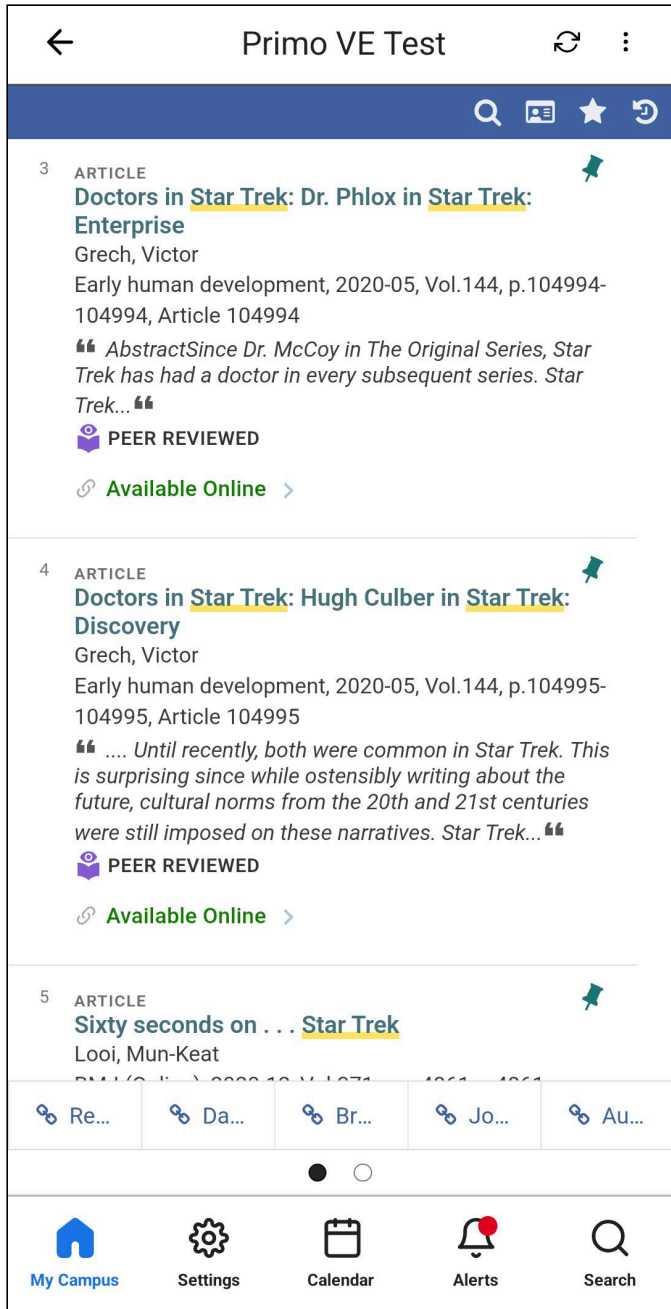 Primo VE Test
3 ARTICLE
Doctors in Star Trek: Dr. Phlox in Star Trek:
Enterprise
Grech, Victor
Early human development, 2020-05, Vol.144, p.104994-
104994, Article 104994
❝ AbstractSince Dr. McCoy in The Original Series, Star
Trek has had a doctor in every subsequent series. Star
Trek... ❝
PEER REVIEWED
Available Online
4 ARTICLE
Doctors in Star Trek: Hugh Culber in Star Trek:
Discovery
Grech, Victor
Early human development, 2020-05, Vol.144, p.104995-
104995, Article 104995
❝ .... Until recently, both were common in Star Trek. This
is surprising since while ostensibly writing about the
future, cultural norms from the 20th and 21st centuries
were still imposed on these narratives. Star Trek... ❝
PEER REVIEWED
Available Online
5 ARTICLE
Sixty seconds on . . . Star Trek
Looi, Mun-Keat
Re... Da... Br... Jo... Au...
My Campus Settings Calendar Alerts Search